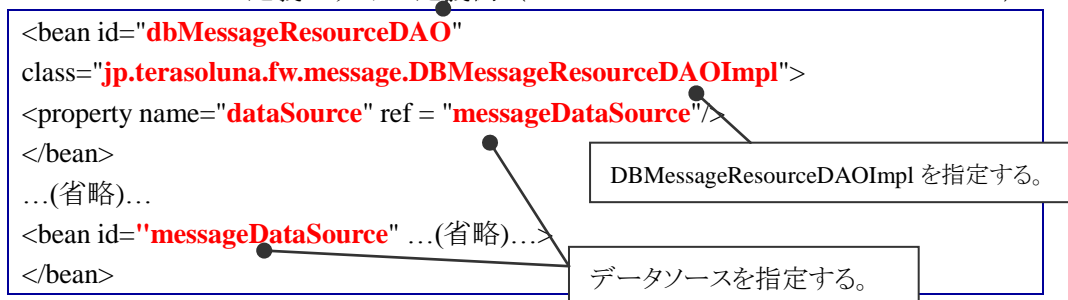 <bean id="dbMessageResourceDAO"
class="jp.terasoluna.fw.message.DBMessageResourceDAOImpl">
<property name="dataSource" ref = "messageDataSource"/>
</bean>
DBMessageResourceDAOImpl を指定する。
…(省略)…
<bean id="messageDataSource" …(省略)…>
データソースを指定する。
</bean>